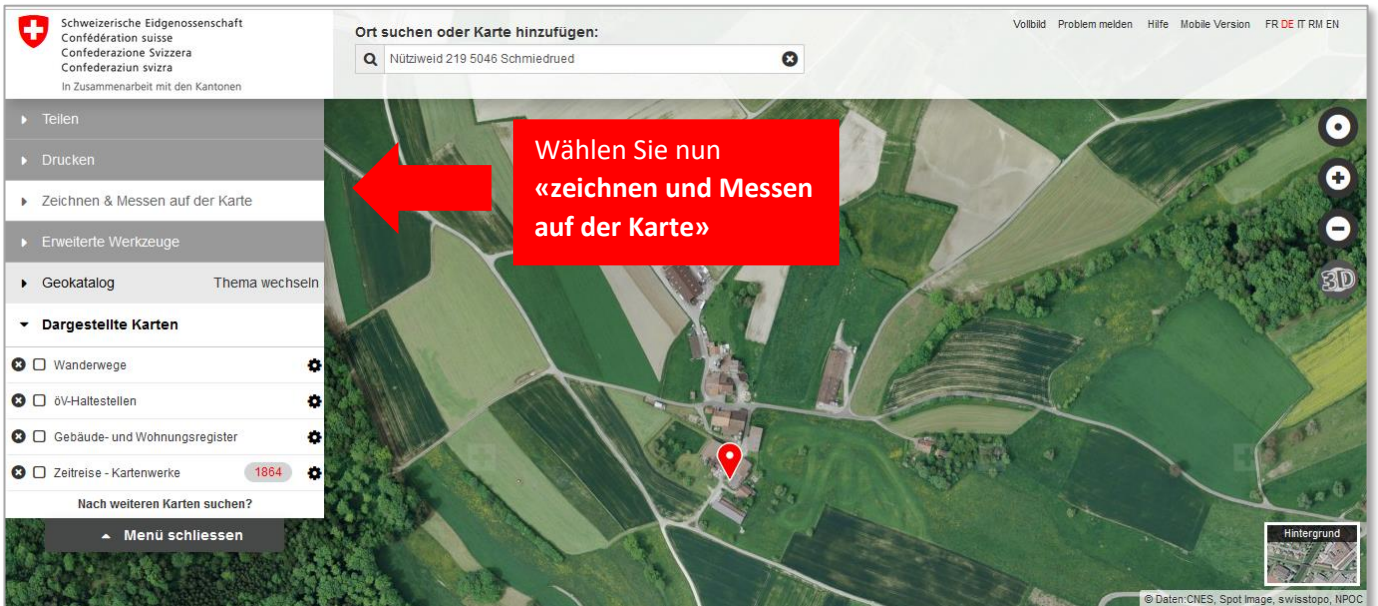 Schweizerische Eidgenossenschaft
Confédération suisse
Confederazione Svizzera
Confederaziun svizra
In Zusammenarbeit mit den Kantonen
Ort suchen oder Karte hinzufügen:
Nütziweid 219 5046 Schmiedrued
Vollbild Problem melden Hilfe Mobile Version FR DE IT RM EN
Teilen
Drucken
Zeichnen & Messen auf der Karte
Erweiterte Werkzeuge
Geokatalog Thema wechseln
Dargestellte Karten
Wanderwege
öV-Haltestellen
Gebäude- und Wohnungsregister
Zeitreise - Kartenwerke 1864
Nach weiteren Karten suchen?
Menü schliessen
Wählen Sie nun
«zeichnen und Messen
auf der Karte»
3D
Hintergrund
© Daten:CNES, Spot Image, swisstopo, NPOC